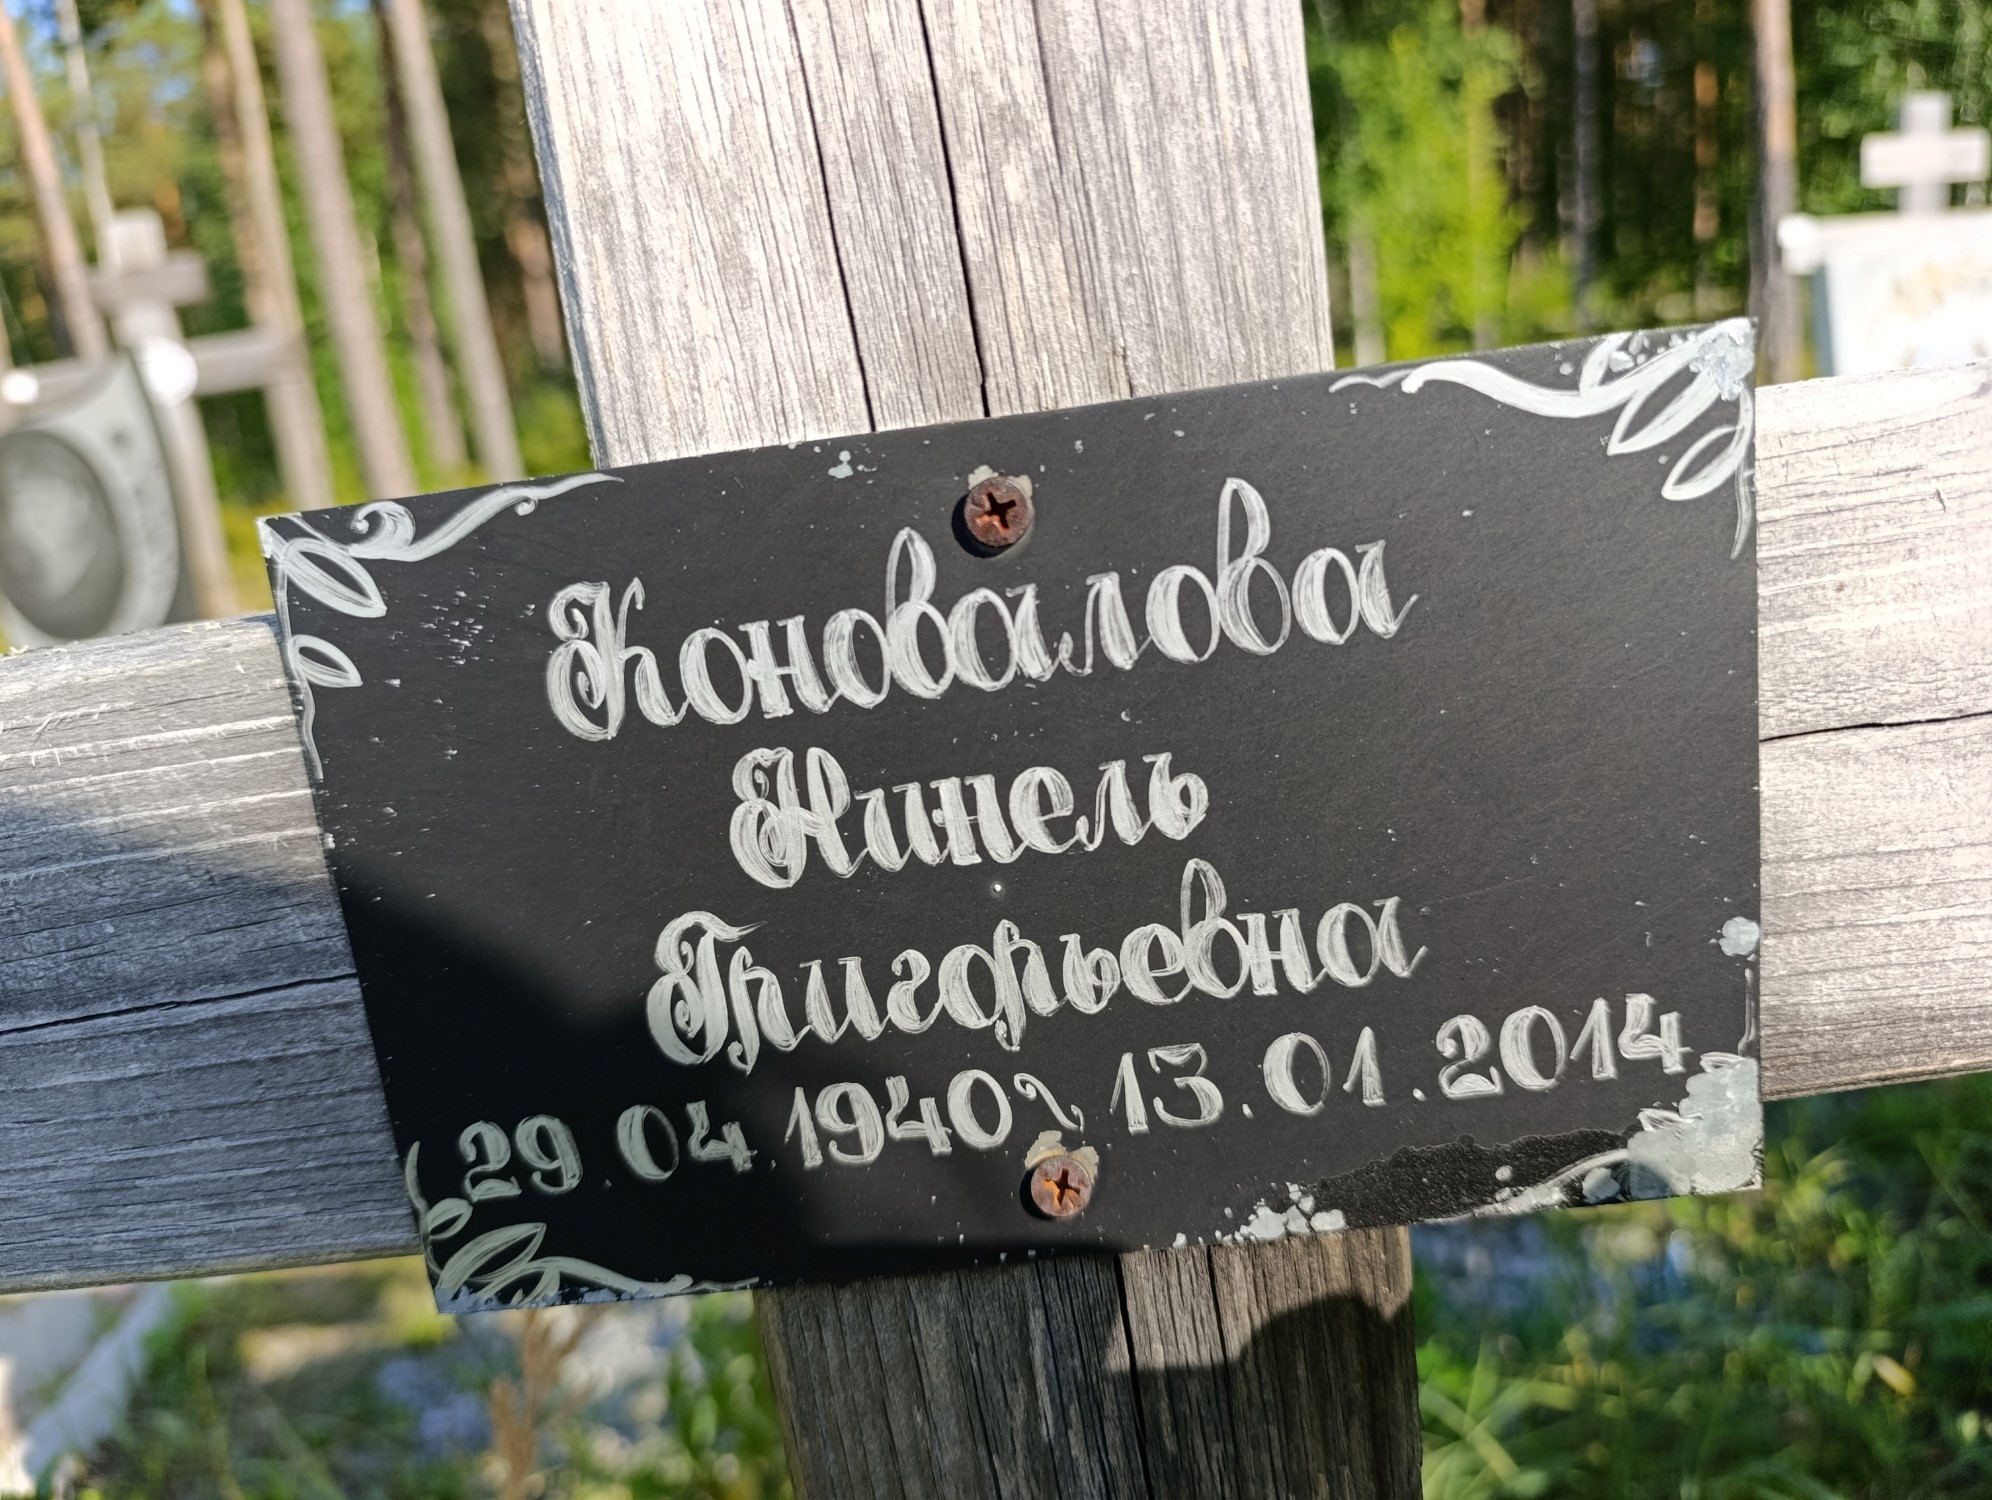 Коновалова
Нинель
Григорьевна
29.04.1940 ~ 13.01.2014